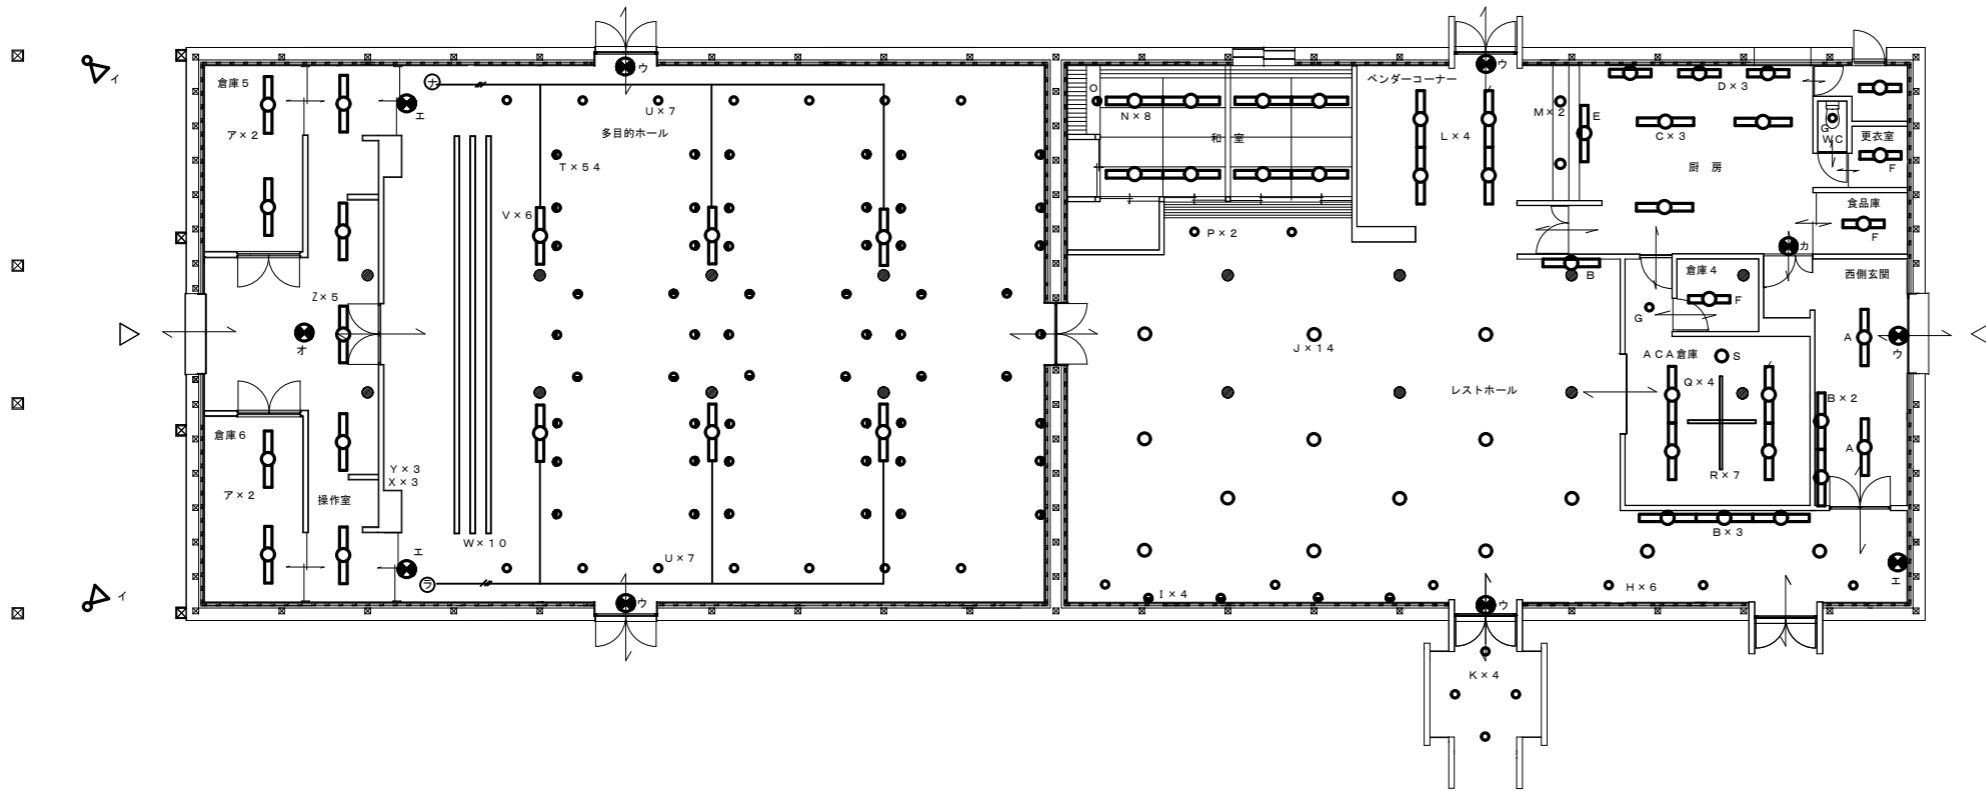 イ
倉庫５
ア×２
エ
ナ
ウ
Ｕ×７
多目的ホール
Ｔ×５４
Ｖ×６
Ｚ×５
オ
倉庫６
ア×２
操作室
Ｙ×３
Ｘ×３
エ
Ｗ×１０
ラ
Ｕ×７
ウ
イ
Ｏ
Ｎ×８
和 室
Ｐ×２
ベンダーコーナー
ウ
Ｌ×４
Ｍ×２
Ｅ
Ｄ×３
Ｃ×３
厨 房
Ｇ
ＷＣ
更衣室
Ｆ
食品庫
Ｆ
カ
Ｂ
倉庫４
Ｆ
Ｇ
西側玄関
Ａ
ウ
Ｊ×１４
レストホール
ＡＣＡ倉庫
Ｓ
Ｑ×４
Ｒ×７
Ｂ×２
Ａ
Ｂ×３
エ
Ｉ×４
ウ
Ｈ×６
Ｋ×４